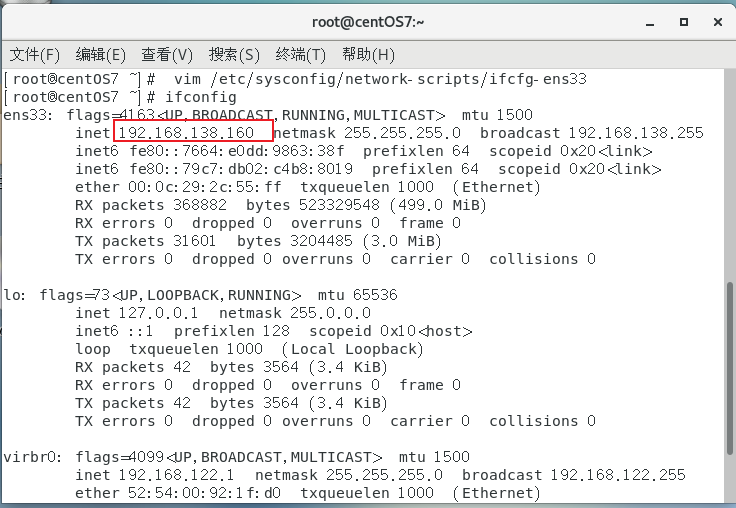 root@centOS7:~
文件(F) 编辑(E) 查看(V) 搜索(S) 终端(T) 帮助(H)
[root@centOS7 ~]# vim /etc/sysconfig/network-scripts/ifcfg-ens33
[root@centOS7 ~]# ifconfig
ens33: flags=4163<UP,BROADCAST,RUNNING,MULTICAST>  mtu 1500
        inet 192.168.138.160  netmask 255.255.255.0  broadcast 192.168.138.255
        inet6 fe80::7664:e0dd:9863:38f  prefixlen 64  scopeid 0x20<link>
        inet6 fe80::79c7:db02:c4b8:8019  prefixlen 64  scopeid 0x20<link>
        ether 00:0c:29:2c:55:ff  txqueuelen 1000  (Ethernet)
        RX packets 368882  bytes 523329548 (499.0 MiB)
        RX errors 0  dropped 0  overruns 0  frame 0
        TX packets 31601  bytes 3204485 (3.0 MiB)
        TX errors 0  dropped 0 overruns 0  carrier 0  collisions 0

lo: flags=73<UP,LOOPBACK,RUNNING>  mtu 65536
        inet 127.0.0.1  netmask 255.0.0.0
        inet6 ::1  prefixlen 128  scopeid 0x10<host>
        loop  txqueuelen 1000  (Local Loopback)
        RX packets 42  bytes 3564 (3.4 KiB)
        RX errors 0  dropped 0  overruns 0  frame 0
        TX packets 42  bytes 3564 (3.4 KiB)
        TX errors 0  dropped 0 overruns 0  carrier 0  collisions 0

virbr0: flags=4099<UP,BROADCAST,MULTICAST>  mtu 1500
        inet 192.168.122.1  netmask 255.255.255.0  broadcast 192.168.122.255
        ether 52:54:00:92:1f:d0  txqueuelen 1000  (Ethernet)